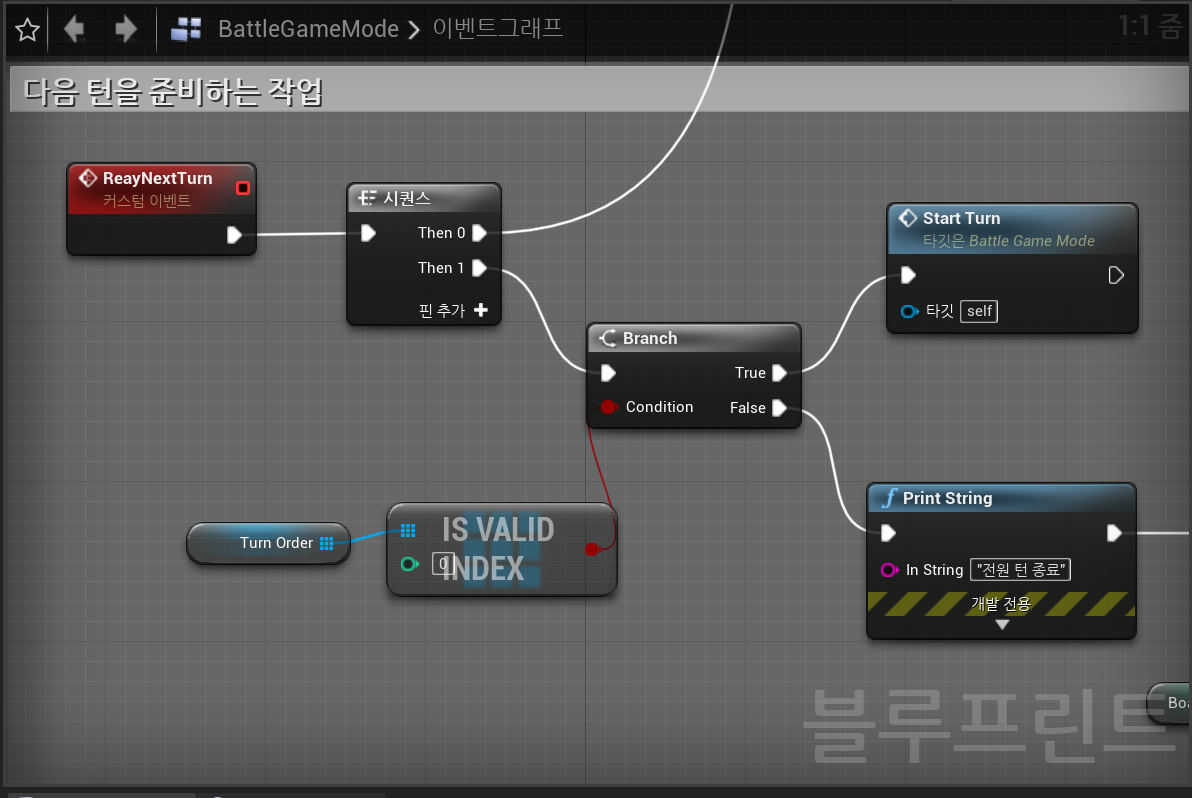 BattleGameMode > 이벤트그래프
1:1 줌
다음 턴을 준비하는 작업
ReayNextTurn
커스텀 이벤트
시퀀스
Then 0
Then 1
핀 추가
Start Turn
타깃은 Battle Game Mode
타깃 self
Branch
True
Condition False
Print String
In String "전원 턴 종료"
개발 전용
Turn Order
IS VALID
0 INDEX
블루프린트